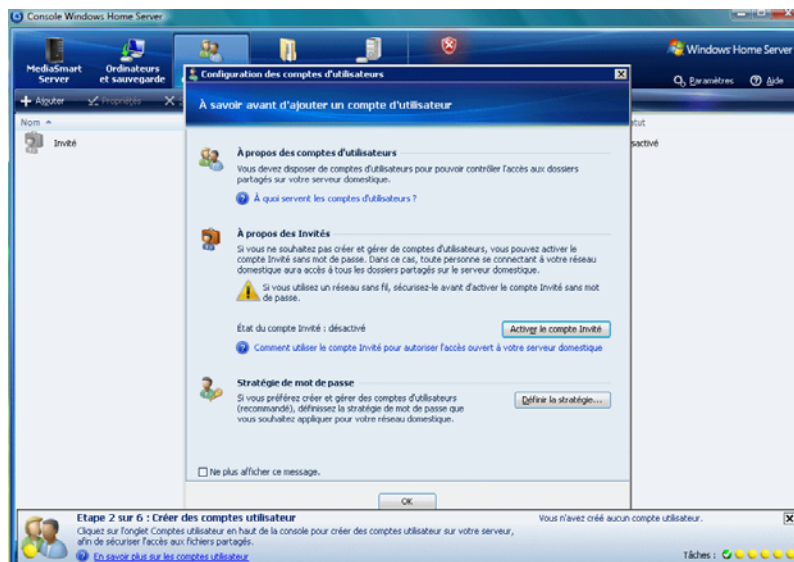 Console Windows Home Server
MediaSmart
Server
Ordinateurs
et sauvegarde
Windows Home Server
Paramètres
Aide
Ajouter
Propriétés
Nom
Invité
Configuration des comptes d'utilisateurs
À savoir avant d'ajouter un compte d'utilisateur
À propos des comptes d'utilisateurs
Vous devez disposer de comptes d'utilisateurs pour pouvoir contrôler l'accès aux dossiers
partagés sur votre serveur domestique.
À quoi servent les comptes d'utilisateurs ?
À propos des Invités
Si vous ne souhaitez pas créer et gérer de comptes d'utilisateurs, vous pouvez activer le
compte Invité sans mot de passe. Dans ce cas, toute personne se connectant à votre réseau
domestique aura accès à tous les dossiers partagés sur le serveur domestique.
Si vous utilisez un réseau sans fil, sécurisez-le avant d'activer le compte Invité sans mot
de passe.
État du compte Invité : désactivé
Activer le compte Invité
Comment utiliser le compte Invité pour autoriser l'accès ouvert à votre serveur domestique
Stratégie de mot de passe
Si vous préférez créer et gérer des comptes d'utilisateurs
(recommandé), définissez la stratégie de mot de passe que
vous souhaitez appliquer pour votre réseau domestique.
Définir la stratégie...
Ne plus afficher ce message.
OK
Etape 2 sur 6 : Créer des comptes utilisateur
Vous n'avez créé aucun compte utilisateur.
Cliquez sur l'onglet Comptes utilisateur en haut de la console pour créer des comptes utilisateur sur votre serveur,
afin de sécuriser l'accès aux fichiers partagés.
En savoir plus sur les comptes utilisateur
Tâches :